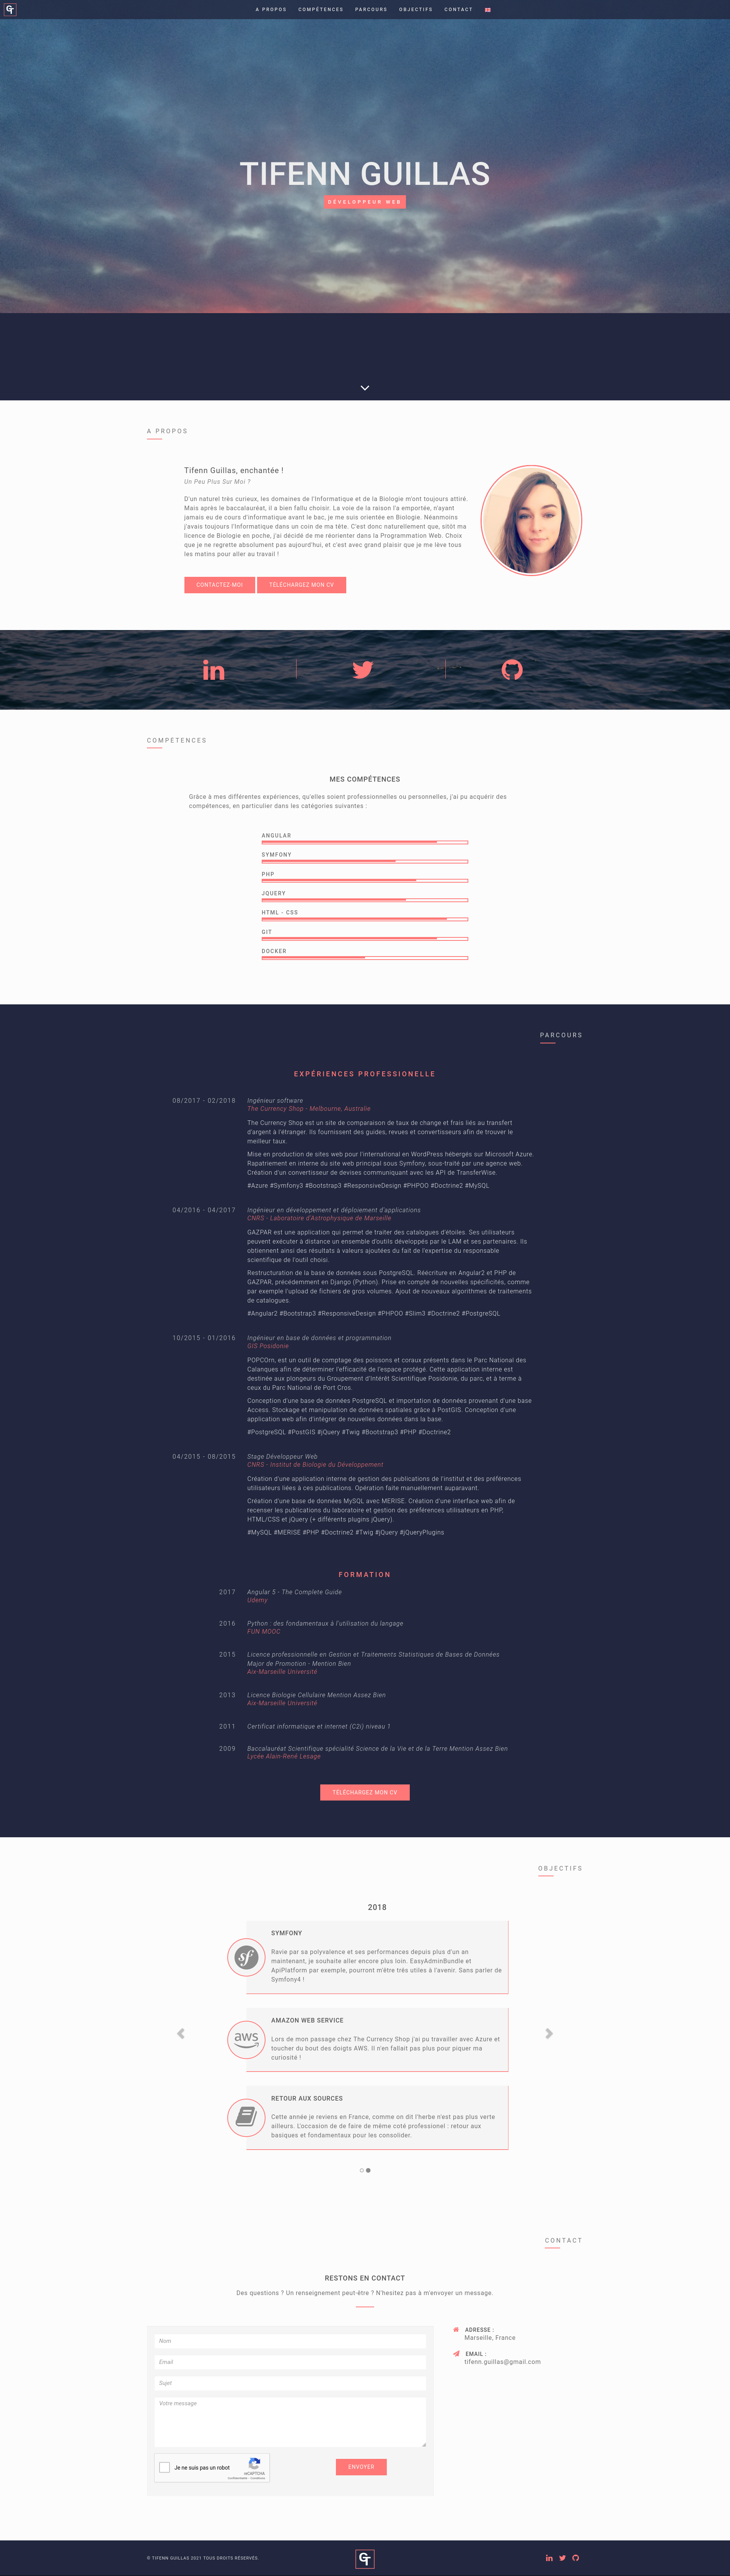 GT
A PROPOS COMPÉTENCES PARCOURS OBJECTIFS CONTACT
TIFENN GUILLAS
DÉVELOPPEUR WEB
A PROPOS
Tifenn Guillas, enchantée !
Un Peu Plus Sur Moi ?
D'un naturel très curieux, les domaines de l'Informatique et de la Biologie m'ont toujours attiré.
Mais après le baccalauréat, il a bien fallu choisir. La voie de la raison l'a emportée, n'ayant
jamais eu de cours d'informatique avant le bac, je me suis orientée en Biologie. Néanmoins
j'avais toujours l'Informatique dans un coin de ma tête. C'est donc naturellement que, sitôt ma
licence de Biologie en poche, j'ai décidé de me réorienter dans la Programmation Web. Choix
que je ne regrette absolument pas aujourd'hui, et c'est avec grand plaisir que je me lève tous
les matins pour aller au travail !
CONTACTEZ-MOI TÉLÉCHARGEZ MON CV
COMPETENCES
MES COMPÉTENCES
Grâce à mes différentes expériences, qu'elles soient professionnelles ou personnelles, j'ai pu acquérir des
compétences, en particulier dans les catégories suivantes :
ANGULAR
SYMFONY
PHP
JQUERY
HTML - CSS
GIT
DOCKER
PARCOURS
EXPÉRIENCES PROFESSIONELLE
08/2017 - 02/2018 Ingénieur software
The Currency Shop - Melbourne, Australie
The Currency Shop est un site de comparaison de taux de change et frais liés au transfert
d'argent à l'étranger. Ils fournissent des guides, revues et convertisseurs afin de trouver le
meilleur taux.
Mise en production de sites web pour l'international en WordPress hébergés sur Microsoft Azure.
Rapatriement en interne du site web principal sous Symfony, sous-traité par une agence web.
Création d'un convertisseur de devises communiquant avec les API de TransferWise.
#Azure #Symfony3 #Bootstrap3 #ResponsiveDesign #PHPOO #Doctrine2 #MySQL
04/2016 - 04/2017 Ingénieur en développement et déploiement d'applications
CNRS - Laboratoire d'Astrophysique de Marseille
GAZPAR est une application qui permet de traiter des catalogues d'étoiles. Ses utilisateurs
peuvent exécuter à distance un ensemble d'outils développés par le LAM et ses partenaires. Ils
obtiennent ainsi des résultats à valeurs ajoutées du fait de l'expertise du responsable
scientifique de l'outil choisi.
Restructuration de la base de données sous PostgreSQL. Réécriture en Angular2 et PHP de
GAZPAR, précédemment en Django (Python). Prise en compte de nouvelles spécificités, comme
par exemple l'upload de fichiers de gros volumes. Ajout de nouveaux algorithmes de traitements
de catalogues.
#Angular2 #Bootstrap3 #ResponsiveDesign #PHPOO #Slim3 #Doctrine2 #PostgreSQL
10/2015 - 01/2016 Ingénieur en base de données et programmation
GIS Posidonie
POPCOrn, est un outil de comptage des poissons et coraux présents dans le Parc National des
Calanques afin de déterminer l'efficacité de l'espace protégé. Cette application interne est
destinée aux plongeurs du Groupement d'Intérêt Scientifique Posidonie, du parc, et à terme à
ceux du Parc National de Port Cros.
Conception d'une base de données PostgreSQL et importation de données provenant d'une base
Access. Stockage et manipulation de données spatiales grâce à PostGIS. Conception d'une
application web afin d'intégrer de nouvelles données dans la base.
#PostgreSQL #PostGIS #jQuery #Twig #Bootstrap3 #PHP #Doctrine2
04/2015 - 08/2015 Stage Développeur Web
CNRS - Institut de Biologie du Développement
Création d'une application interne de gestion des publications de l'institut et des préférences
utilisateurs liées à ces publications. Opération faite manuellement auparavant.
Création d'une base de données MySQL avec MERISE. Création d'une interface web afin de
recenser les publications du laboratoire et gestion des préférences utilisateurs en PHP,
HTML/CSS et jQuery (+ différents plugins jQuery).
#MySQL #MERISE #PHP #Doctrine2 #Twig #jQuery #jQueryPlugins
FORMATION
2017 Angular 5 - The Complete Guide
Udemy
2016 Python : des fondamentaux à l'utilisation du langage
FUN MOOC
2015 Licence professionnelle en Gestion et Traitements Statistiques de Bases de Données
Major de Promotion - Mention Bien
Aix-Marseille Université
2013 Licence Biologie Cellulaire Mention Assez Bien
Aix-Marseille Université
2011 Certificat informatique et internet (C2i) niveau 1
2009 Baccalauréat Scientifique spécialité Science de la Vie et de la Terre Mention Assez Bien
Lycée Alain-René Lesage
TÉLÉCHARGEZ MON CV
OBJECTIFS
2018
SYMFONY
Ravie par sa polyvalence et ses performances depuis plus d'un an
maintenant, je souhaite aller encore plus loin. EasyAdminBundle et
ApiPlatform par exemple, pourront m'être très utiles à l'avenir. Sans parler de
Symfony4 !
AMAZON WEB SERVICE
aws
Lors de mon passage chez The Currency Shop j'ai pu travailler avec Azure et
toucher du bout des doigts AWS. Il n'en fallait pas plus pour piquer ma
curiosité !
RETOUR AUX SOURCES
Cette année je reviens en France, comme on dit l'herbe n'est pas plus verte
ailleurs. L'occasion de de faire de même coté professionel : retour aux
basiques et fondamentaux pour les consolider.
CONTACT
RESTONS EN CONTACT
Des questions ? Un renseignement peut-être ? N'hesitez pas à m'envoyer un message.
Nom
Email
Sujet
Votre message
Je ne suis pas un robot
reCAPTCHA
Confidentialité - Conditions
ENVOYER
ADRESSE :
Marseille, France
EMAIL :
tifenn.guillas@gmail.com
© TIFENN GUILLAS 2021 TOUS DROITS RÉSERVÉS.
GT